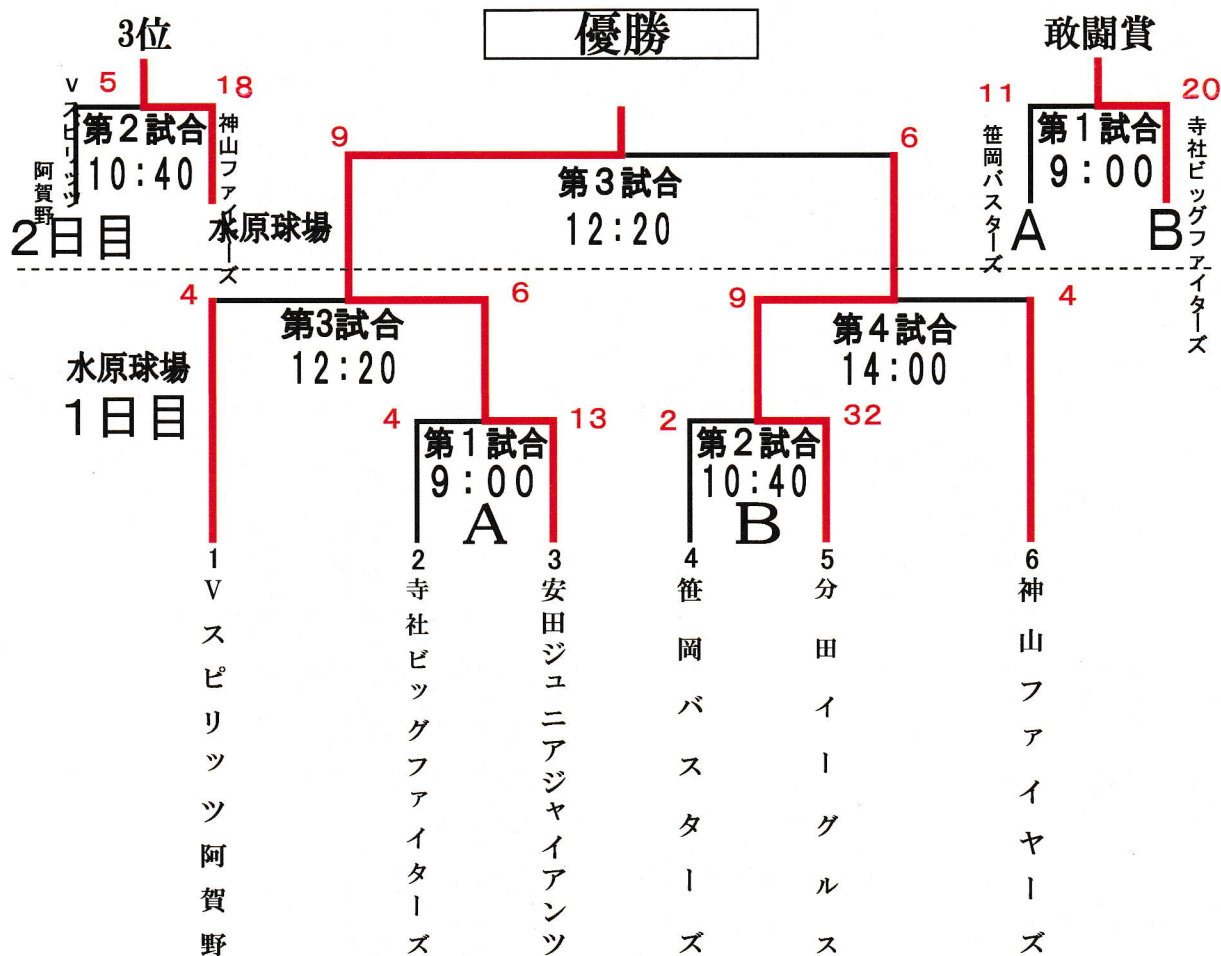 優勝
3位
敢闘賞
5
18
Vスピリッツ
阿賀野
第2試合
10:40
神山ファイヤーズ
11
20
笹岡バスターズ
第1試合
9:00
寺社ビッグファイターズ
A
B
9
6
第3試合
12:20
2日目
水原球場
4
6
第3試合
12:20
9
4
第4試合
14:00
水原球場
1日目
4
13
第1試合
9:00
A
2
32
第2試合
10:40
B
1
Vスピリッツ阿賀野
2
寺社ビッグファイターズ
3
安田ジュニアジャイアンツ
4
笹岡バスターズ
5
分田イーグルス
6
神山ファイヤーズ